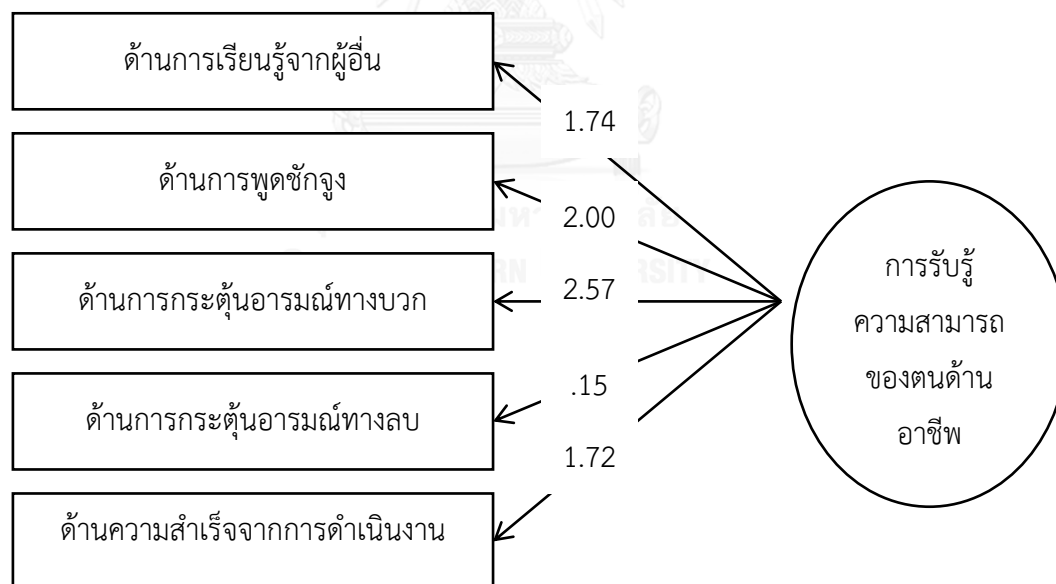 ด้านการเรียนรู้จากผู้อื่น
1.74
ด้านการพูดชักจูง
2.00
ด้านการกระตุ้นอารมณ์ทางบวก
2.57
ด้านการกระตุ้นอารมณ์ทางลบ
.15
ด้านความสำเร็จจากการดำเนินงาน
1.72
การรับรู้
ความสามารถ
ของตนด้าน
อาชีพ